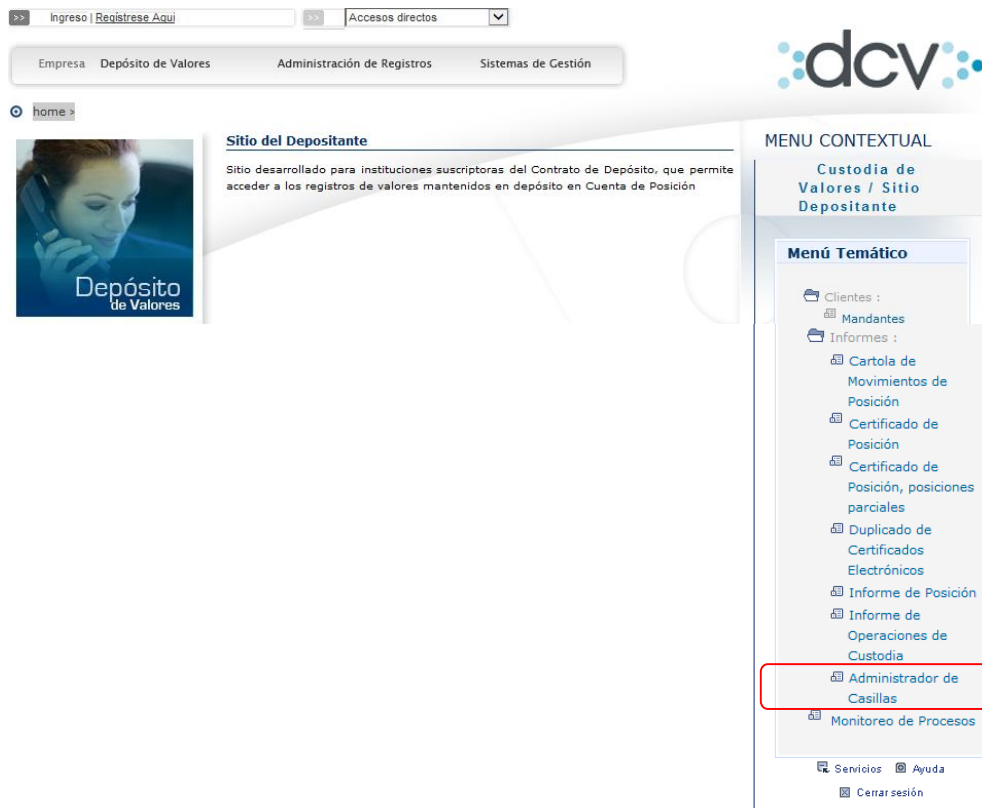 >> Ingreso | Registrese Aqui >> Accesos directos
Empresa Depósito de Valores Administración de Registros Sistemas de Gestión
dcv
home >
Sitio del Depositante
Sitio desarrollado para instituciones suscriptoras del Contrato de Depósito, que permite
acceder a los registros de valores mantenidos en depósito en Cuenta de Posición
Depósito
de Valores
MENU CONTEXTUAL
Custodia de
Valores / Sitio
Depositante
Menú Temático
Clientes :
Mandantes
Informes :
Cartola de
Movimientos de
Posición
Certificado de
Posición
Certificado de
Posición, posiciones
parciales
Duplicado de
Certificados
Electrónicos
Informe de Posición
Informe de
Operaciones de
Custodia
Administrador de
Casillas
Monitoreo de Procesos
Servicios Ayuda
Cerrar sesión